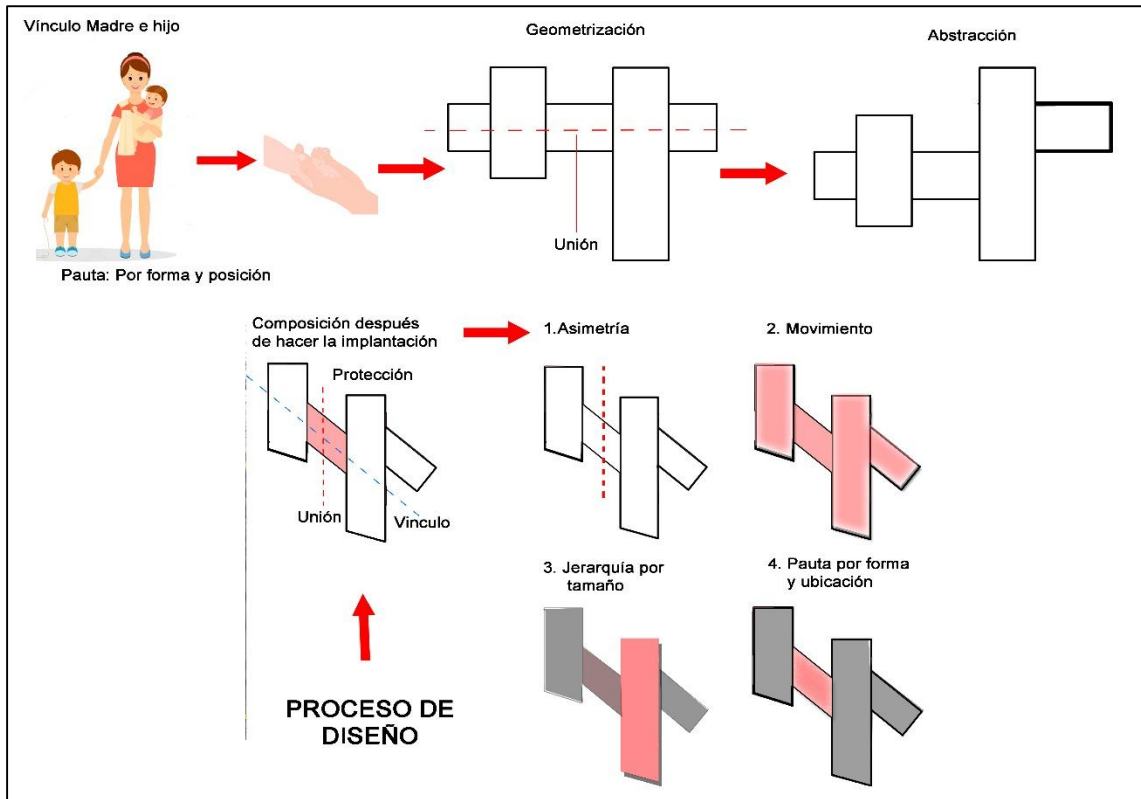 Vínculo Madre e hijo
Geometrización
Abstracción
Unión
Pauta: Por forma y posición
Composición después
de hacer la implantación
Protección
Unión
Vinculo
1.Asimetría
2. Movimiento
3. Jerarquía por
tamaño
4. Pauta por forma
y ubicación
PROCESO DE
DISEÑO